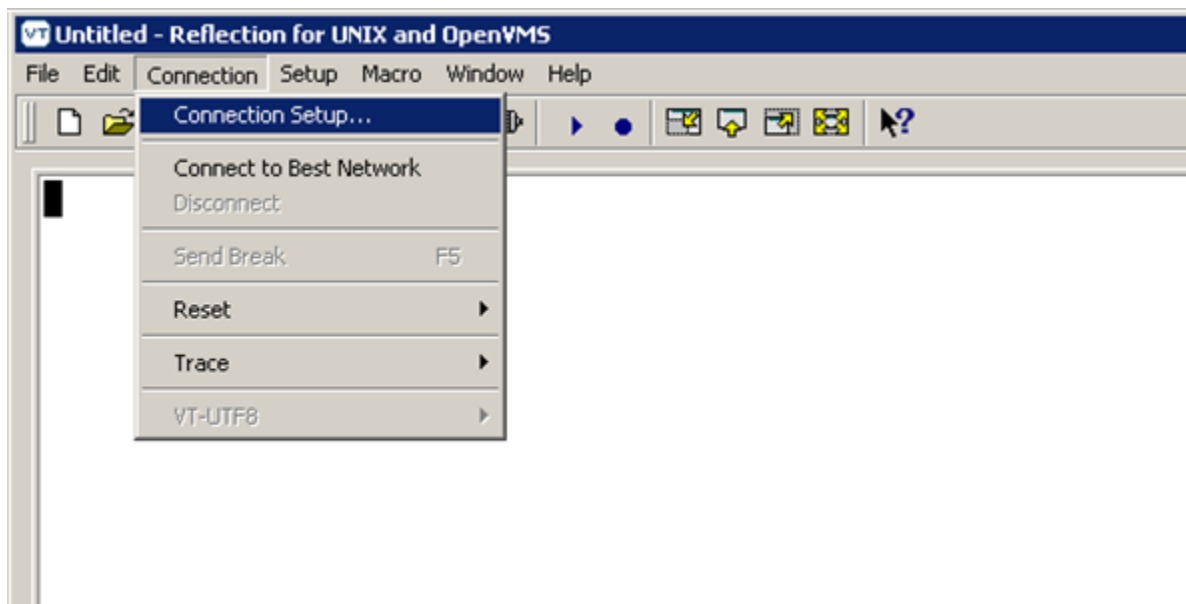 VT Untitled - Reflection for UNIX and OpenVMS
File Edit Connection Setup Macro Window Help
Connection Setup...
?
Connect to Best Network
Disconnect
Send Break F5
Reset
Trace
VT-UTF8